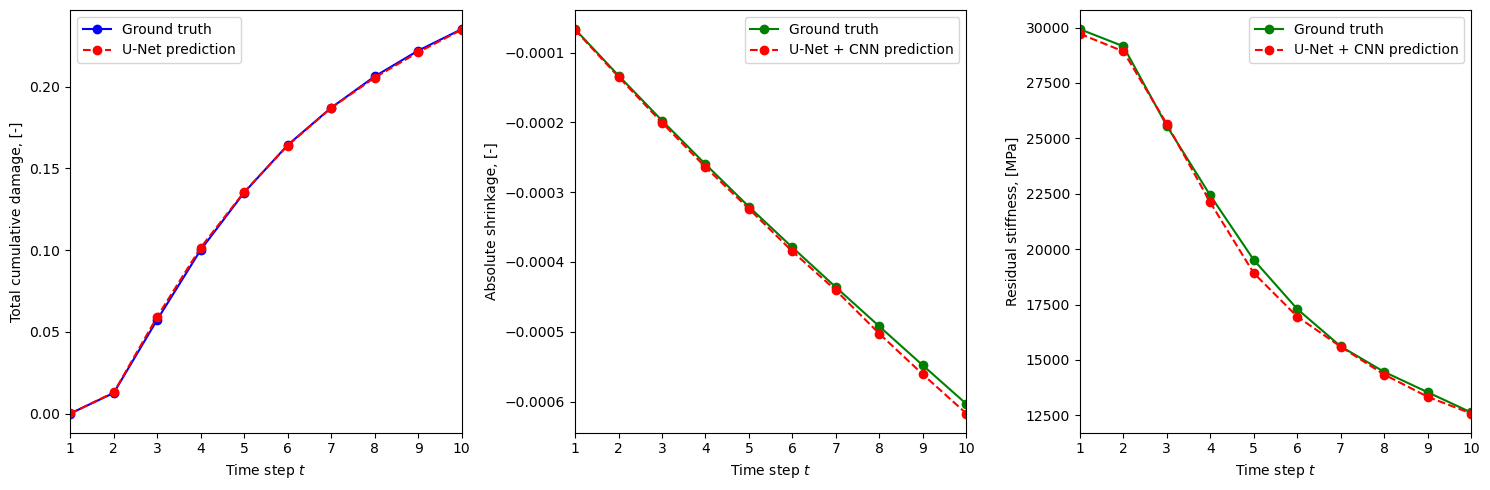 Total cumulative damage, [-]
0.20
0.15
0.10
0.05
0.00
Ground truth
U-Net prediction
1 2 3 4 5 6 7 8 9 10
Time step t
Absolute shrinkage, [-]
−0.0001
−0.0002
−0.0003
−0.0004
−0.0005
−0.0006
Ground truth
U-Net + CNN prediction
1 2 3 4 5 6 7 8 9 10
Time step t
Residual stiffness, [MPa]
30000
27500
25000
22500
20000
17500
15000
12500
Ground truth
U-Net + CNN prediction
1 2 3 4 5 6 7 8 9 10
Time step t